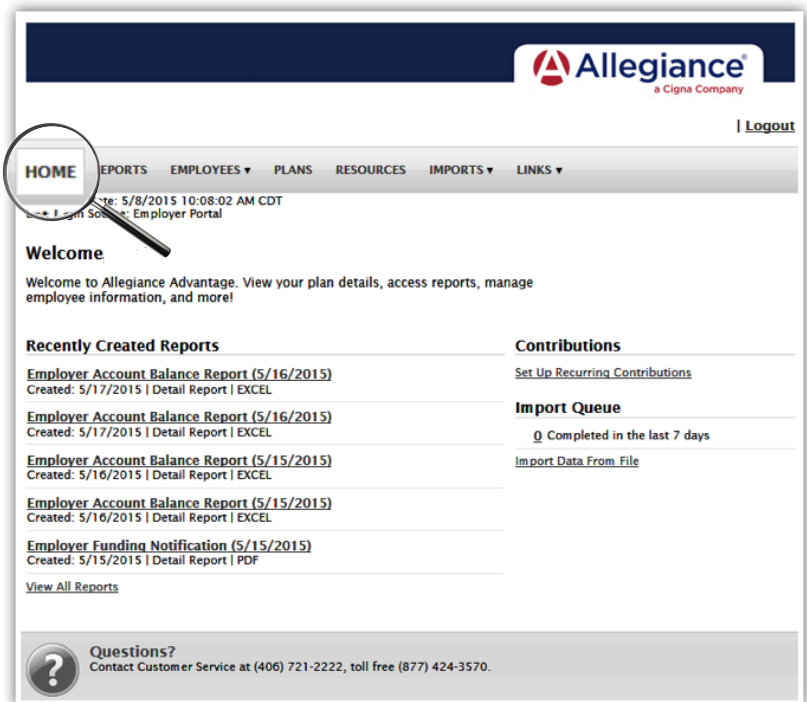 Allegiance®
a Cigna Company
| Logout
HOME EPORTS EMPLOYEES ▾ PLANS RESOURCES IMPORTS ▾ LINKS ▾
te: 5/8/2015 10:08:02 AM CDT
Login Source: Employer Portal
Welcome
Welcome to Allegiance Advantage. View your plan details, access reports, manage
employee information, and more!
Recently Created Reports
Employer Account Balance Report (5/16/2015)
Created: 5/17/2015 | Detail Report | EXCEL
Employer Account Balance Report (5/16/2015)
Created: 5/17/2015 | Detail Report | EXCEL
Employer Account Balance Report (5/15/2015)
Created: 5/16/2015 | Detail Report | EXCEL
Employer Account Balance Report (5/15/2015)
Created: 5/16/2015 | Detail Report | EXCEL
Employer Funding Notification (5/15/2015)
Created: 5/15/2015 | Detail Report | PDF
View All Reports
Contributions
Set Up Recurring Contributions
Import Queue
0 Completed in the last 7 days
Import Data From File
Questions?
Contact Customer Service at (406) 721-2222, toll free (877) 424-3570.